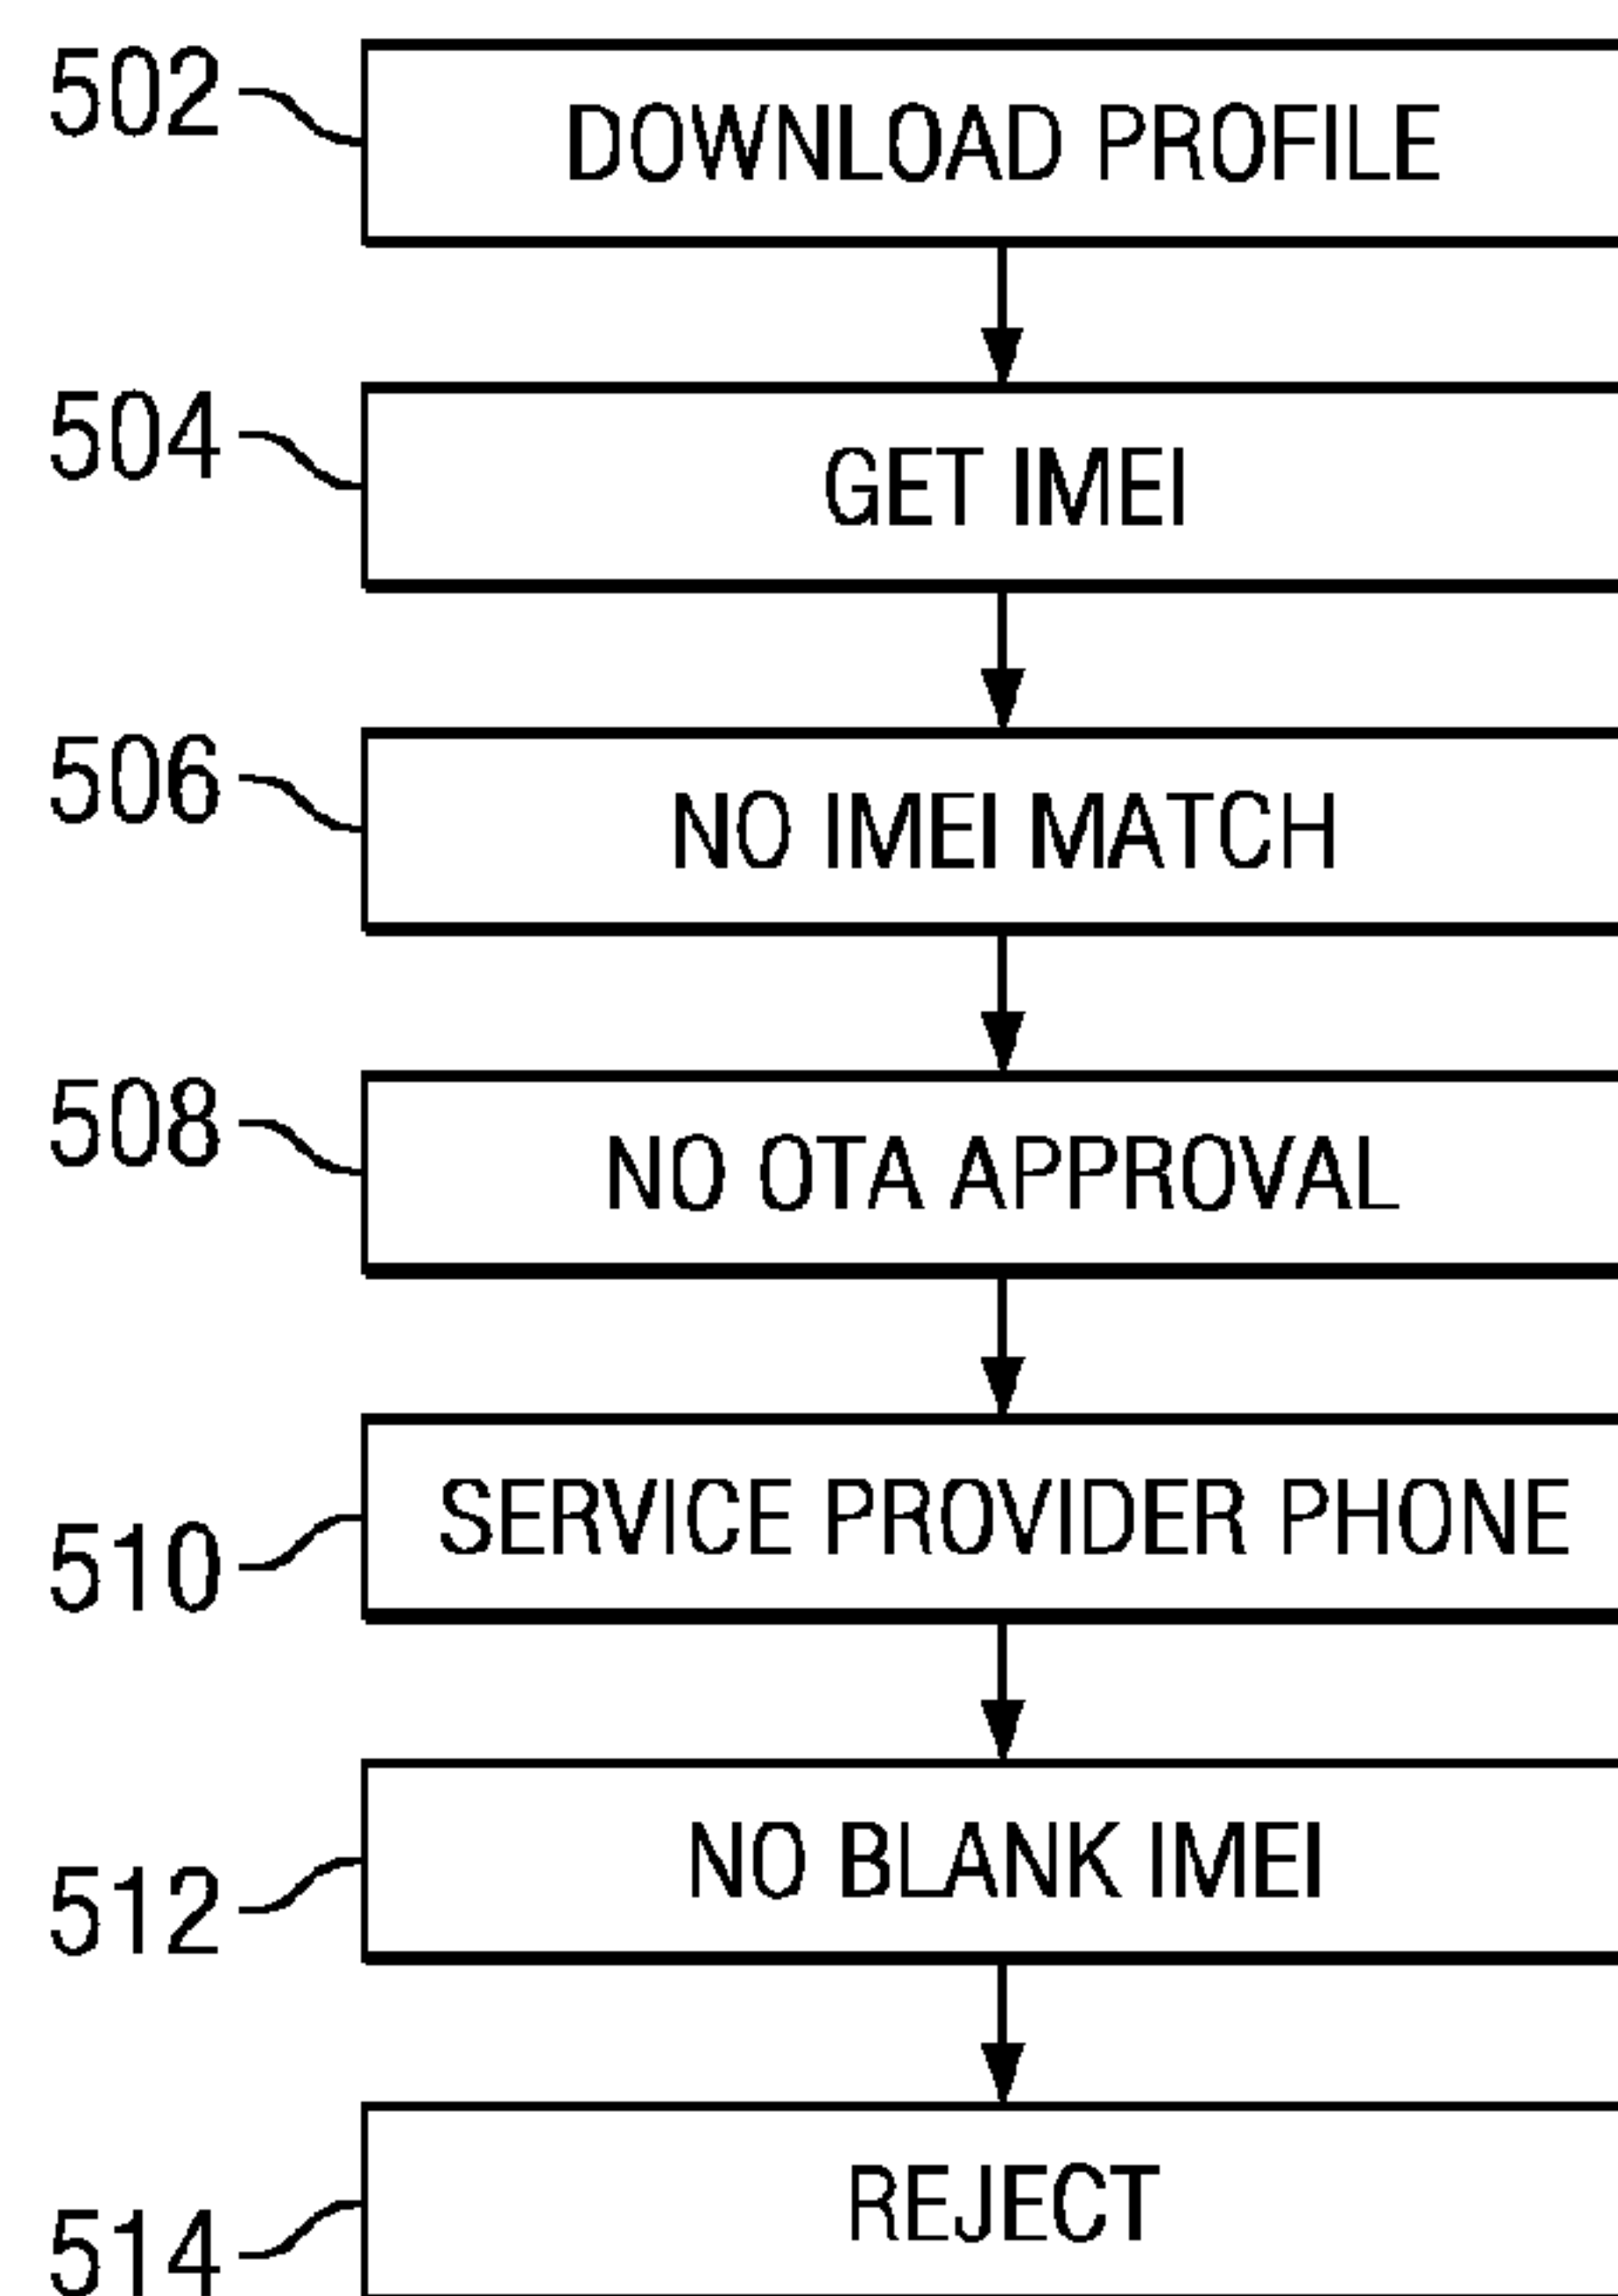 502
DOWNLOAD PROFILE
504
GET IMEI
506
NO IMEI MATCH
508
NO OTA APPROVAL
510
SERVICE PROVIDER PHONE
512
NO BLANK IMEI
514
REJECT